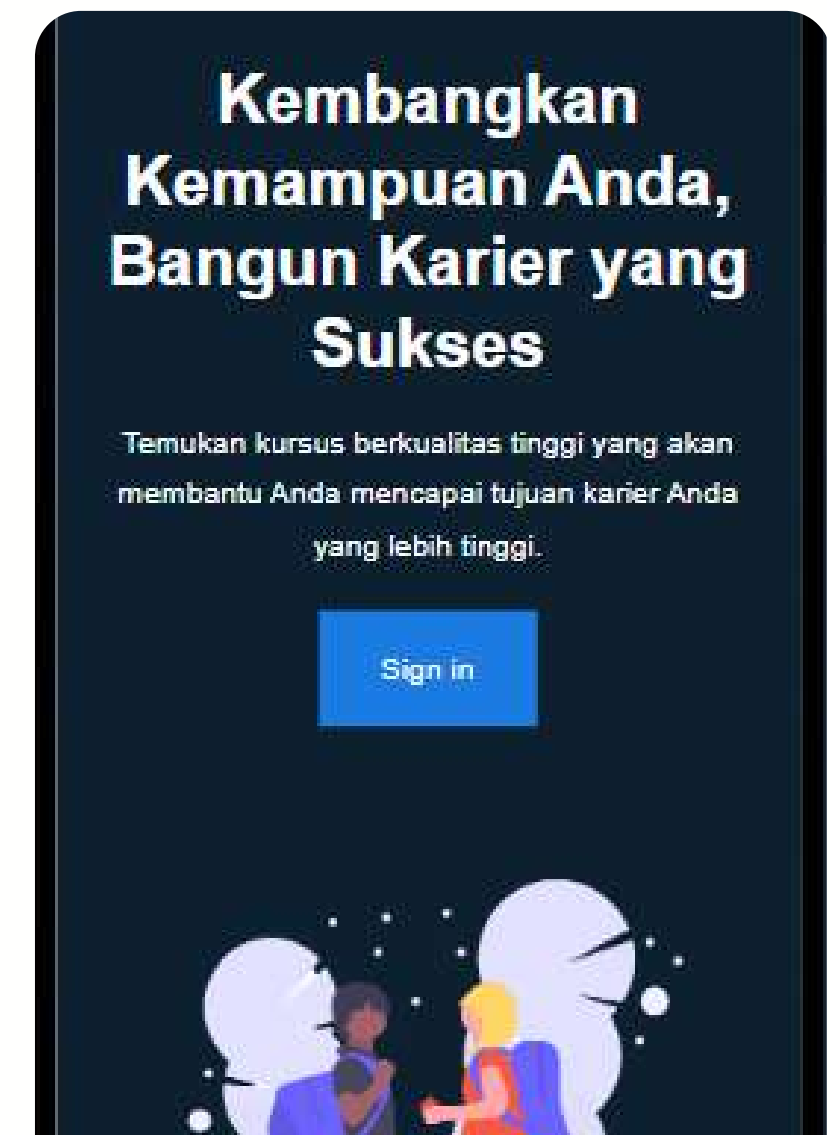 Kembangkan
Kemampuan Anda,
Bangun Karier yang
Sukses
Temukan kursus berkualitas tinggi yang akan
membantu Anda mencapai tujuan karier Anda
yang lebih tinggi.
Sign in